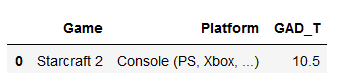 Game Platform GAD_T
0 Starcraft 2 Console (PS, Xbox, ...) 10.5